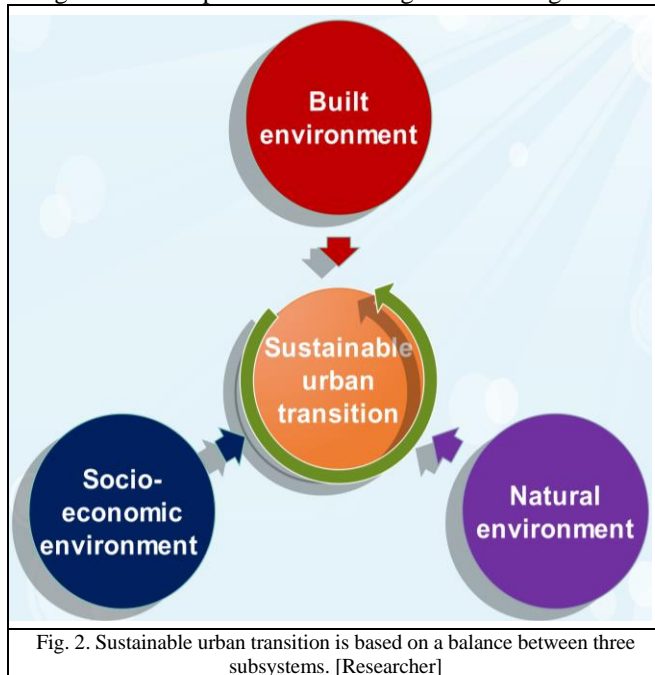 Built
environment
Sustainable
urban
transition
Socio-
economic
environment
Natural
environment
Fig. 2. Sustainable urban transition is based on a balance between three
subsystems. [Researcher]